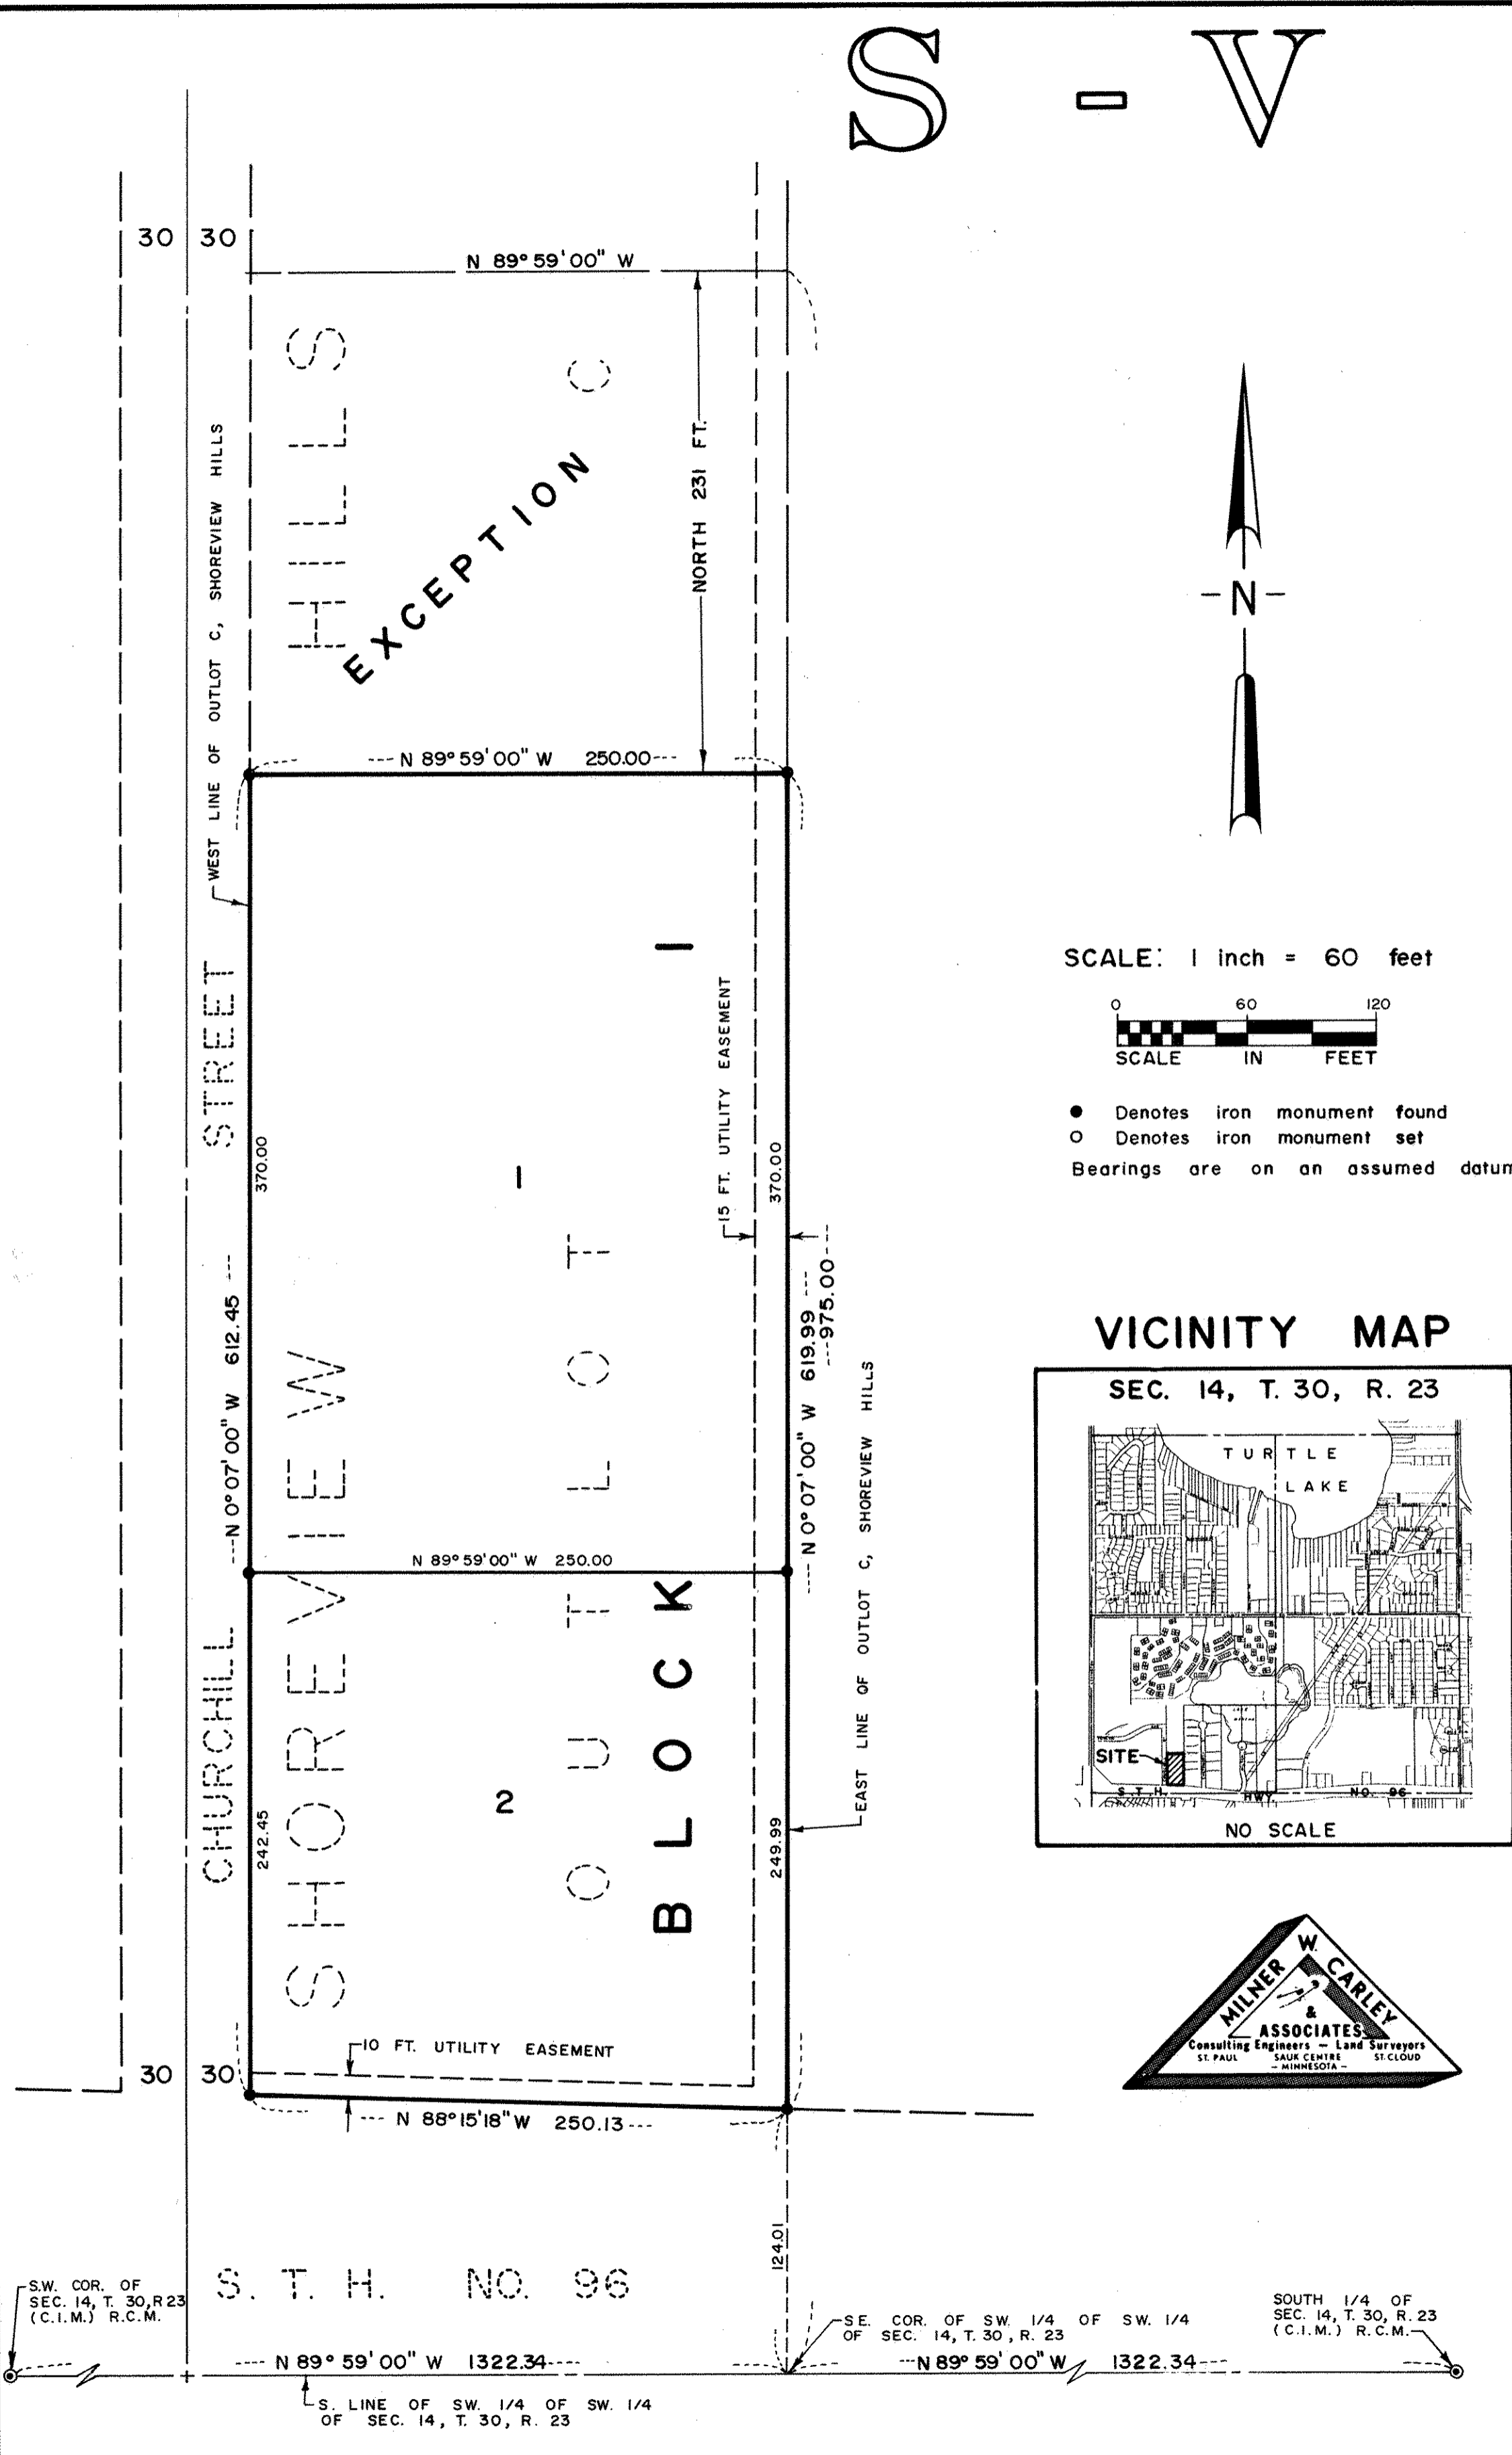 S - V
30 30
N 89° 59' 00" W
WEST LINE OF OUTLOT C, SHOREVIEW HILLS
HILLS
C
EXCEPTION
NORTH 231 FT.
--- N 89° 59' 00" W 250.00 ---
- N -
SCALE: 1 inch = 60 feet
0 60 120
SCALE IN FEET
● Denotes iron monument found
○ Denotes iron monument set
Bearings are on an assumed datum
STREET
370.00
1
1
15 FT. UTILITY EASEMENT
370.00
--- N 0° 07' 00" W 612.45 ---
--- N 0° 07' 00" W 619.99 ---
--- 975.00 ---
EAST LINE OF OUTLOT C, SHOREVIEW HILLS
SHOREVIEW
OUTLOT
N 89° 59' 00" W 250.00
BLOCK
CHURCHILL
242.45
2
249.99
10 FT. UTILITY EASEMENT
30 30
--- N 88° 15' 18" W 250.13 ---
VICINITY MAP
SEC. 14, T. 30, R. 23
TURTLE
LAKE
SITE
S.T.H. HWY. NO. 96
NO SCALE
MILNER W. CARLEY
&
ASSOCIATES
Consulting Engineers - Land Surveyors
ST. PAUL SAUK CENTRE ST. CLOUD
- MINNESOTA -
124.01
S. T. H. NO. 96
S.W. COR. OF
SEC. 14, T. 30, R 23
(C.I.M.) R.C.M.
S E. COR. OF SW. 1/4 OF SW. 1/4
OF SEC. 14, T. 30, R. 23
SOUTH 1/4 OF
SEC. 14, T. 30, R. 23
(C.I.M.) R.C.M.
---- N 89° 59' 00" W 1322.34 ----
--- N 89° 59' 00" W 1322.34 ---
S. LINE OF SW. 1/4 OF SW. 1/4
OF SEC. 14, T. 30, R. 23